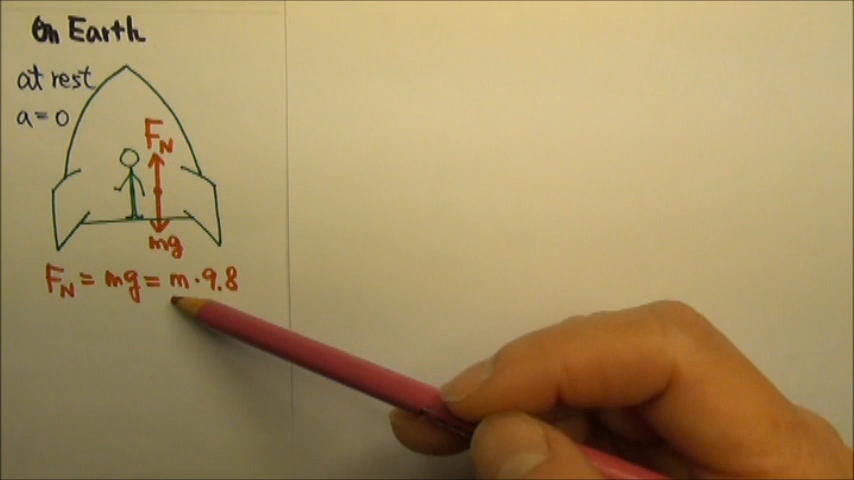 On Earth
at rest
a = 0
F_N
mg
F_N = mg = m · 9.8